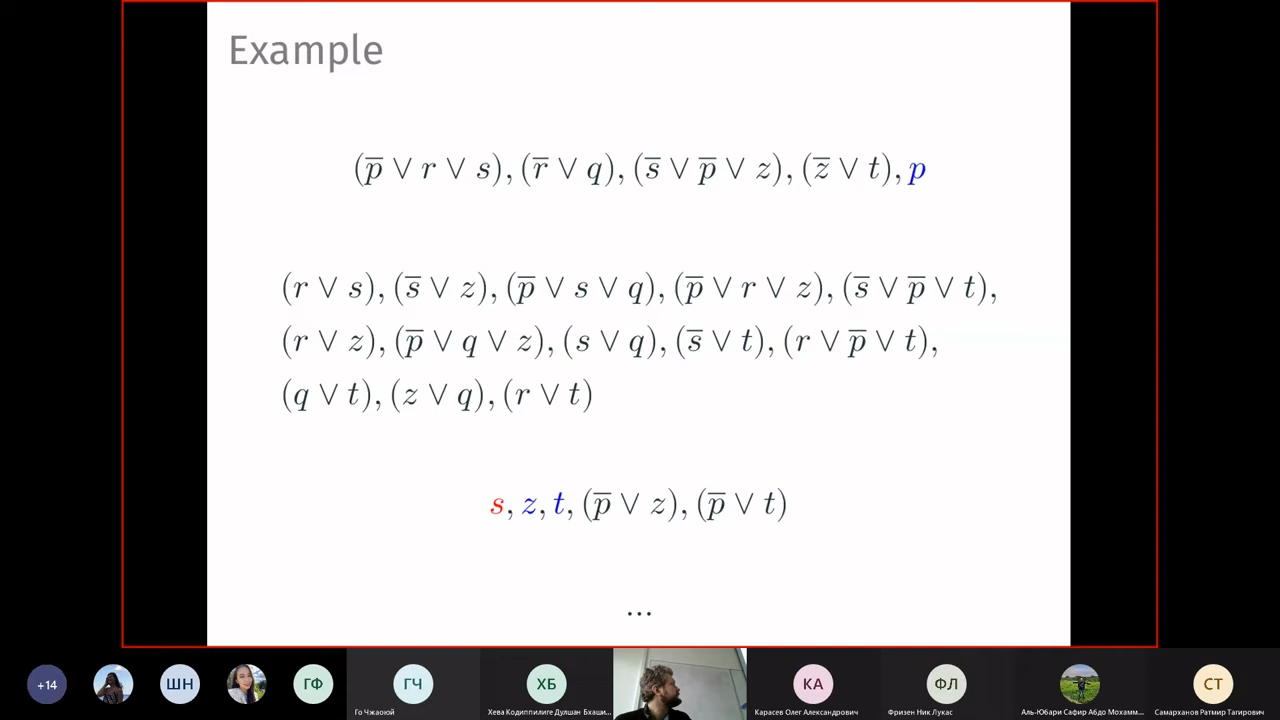 Example
(p̅ ∨ r ∨ s), (r̅ ∨ q), (s̅ ∨ p̅ ∨ z), (z̅ ∨ t), p
(r ∨ s), (s̅ ∨ z), (p̅ ∨ s ∨ q), (p̅ ∨ r ∨ z), (s̅ ∨ p̅ ∨ t),
(r ∨ z), (p̅ ∨ q ∨ z), (s ∨ q), (s̅ ∨ t), (r ∨ p̅ ∨ t),
(q ∨ t), (z ∨ q), (r ∨ t)
s, z, t, (p̅ ∨ z), (p̅ ∨ t)
...
+14 ШН ГФ ГЧ ХБ КА ФЛ СТ
Го Чжаоюй Хева Кодиппилиге Дулшан Бхаши... Карасев Олег Александрович Фризен Ник Лукас Аль-Юбари Сафир Абдо Мохамм... Самарханов Ратмир Тагирович